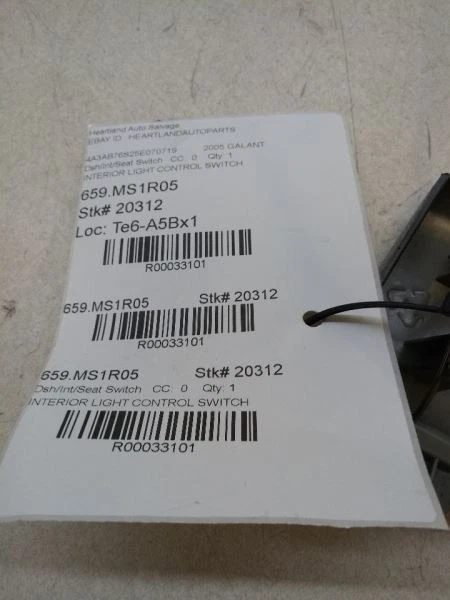 Heartland Auto Salvage
EBAY ID HEARTLANDAUTOPARTS
4A3AB76S25E070719 2005 GALANT
Dsh/Int/Seat Switch CC: 0 Qty: 1
INTERIOR LIGHT CONTROL SWITCH
659.MS1R05
Stk# 20312
Loc: Te6-A5Bx1
R00033101
659.MS1R05 Stk# 20312
R00033101
659.MS1R05 Stk# 20312
Dsh/Int/Seat Switch CC: 0 Qty: 1
INTERIOR LIGHT CONTROL SWITCH
R00033101